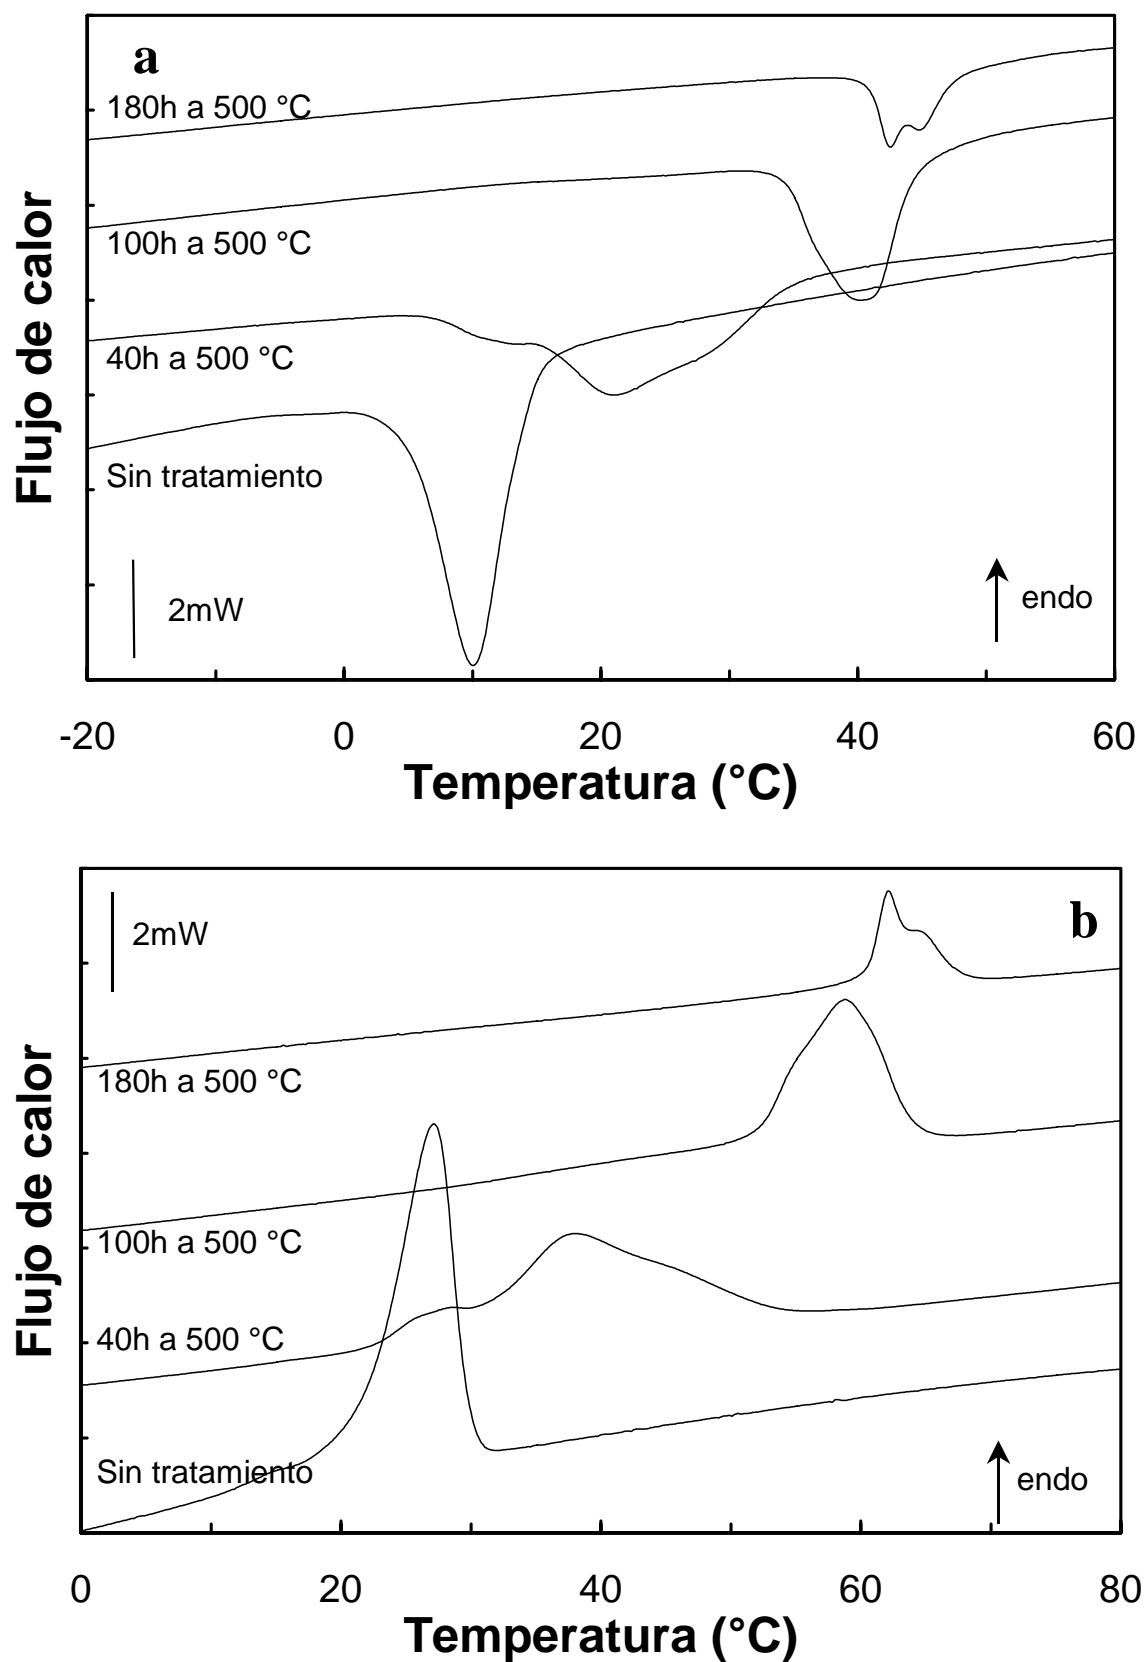 a
180h a 500 °C
100h a 500 °C
40h a 500 °C
Sin tratamiento
2mW
endo
Flujo de calor
-20 0 20 40 60
Temperatura (°C)
b
2mW
180h a 500 °C
100h a 500 °C
40h a 500 °C
Sin tratamiento
endo
Flujo de calor
0 20 40 60 80
Temperatura (°C)